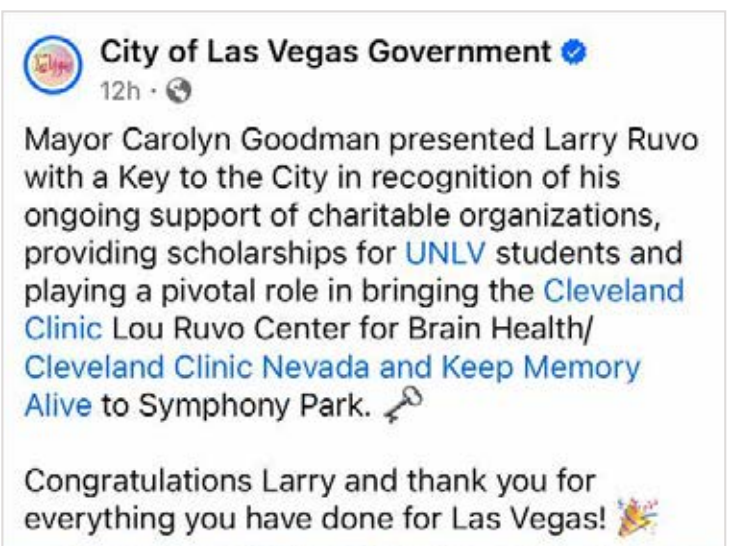 City of Las Vegas Government
12h ·
Mayor Carolyn Goodman presented Larry Ruvo
with a Key to the City in recognition of his
ongoing support of charitable organizations,
providing scholarships for UNLV students and
playing a pivotal role in bringing the Cleveland
Clinic Lou Ruvo Center for Brain Health/
Cleveland Clinic Nevada and Keep Memory
Alive to Symphony Park. 🗝️
Congratulations Larry and thank you for
everything you have done for Las Vegas! 🎉